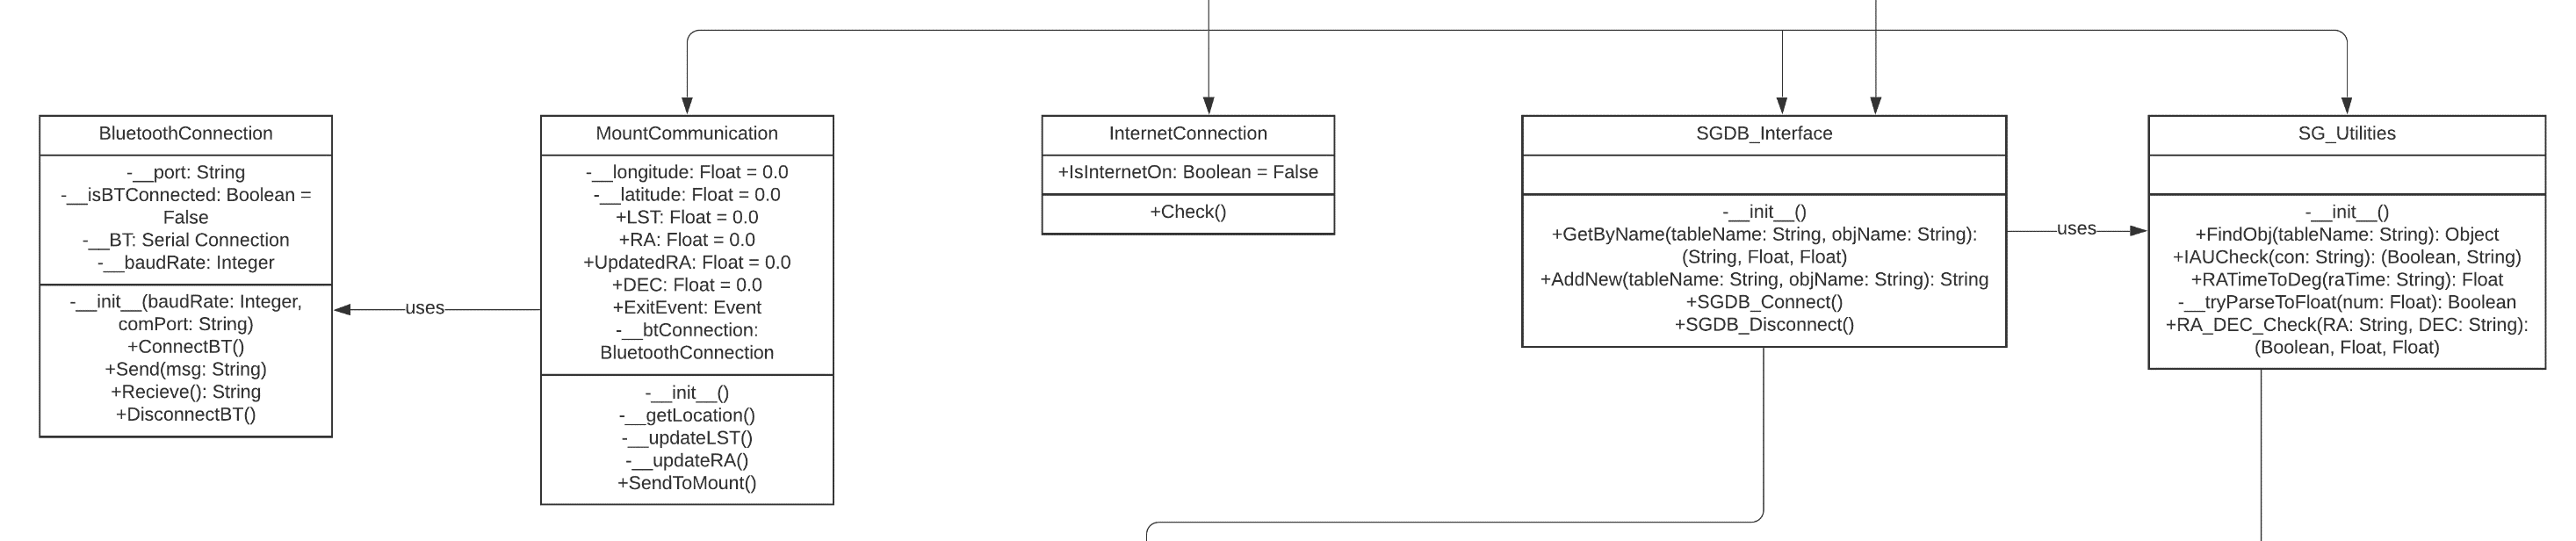 BluetoothConnection
-__port: String
-__isBTConnected: Boolean =
False
-__BT: Serial Connection
-__baudRate: Integer
-__init__(baudRate: Integer,
comPort: String)
+ConnectBT()
+Send(msg: String)
+Recieve(): String
+DisconnectBT()
uses
MountCommunication
-__longitude: Float = 0.0
-__latitude: Float = 0.0
+LST: Float = 0.0
+RA: Float = 0.0
+UpdatedRA: Float = 0.0
+DEC: Float = 0.0
+ExitEvent: Event
-__btConnection:
BluetoothConnection
-__init__()
-__getLocation()
-__updateLST()
-__updateRA()
+SendToMount()
InternetConnection
+IsInternetOn: Boolean = False
+Check()
SGDB_Interface
-__init__()
+GetByName(tableName: String, objName: String):
(String, Float, Float)
+AddNew(tableName: String, objName: String): String
+SGDB_Connect()
+SGDB_Disconnect()
uses
SG_Utilities
-__init__()
+FindObj(tableName: String): Object
+IAUCheck(con: String): (Boolean, String)
+RATimeToDeg(raTime: String): Float
-__tryParseToFloat(num: Float): Boolean
+RA_DEC_Check(RA: String, DEC: String):
(Boolean, Float, Float)